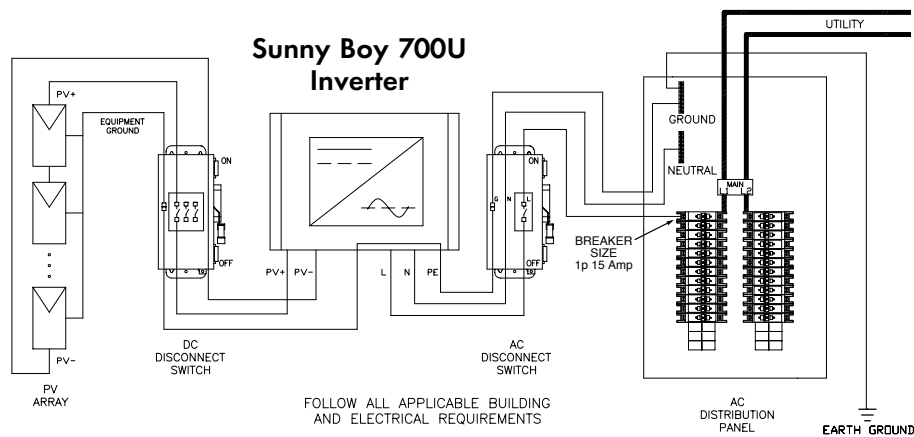 Sunny Boy 700U
Inverter
UTILITY
PV+
EQUIPMENT
GROUND
ON
OFF
PV+
PV-
L
N
PE
G
N
L
ON
OFF
GROUND
NEUTRAL
MAIN
L1
L2
BREAKER
SIZE
1p 15 Amp
PV-
PV
ARRAY
DC
DISCONNECT
SWITCH
AC
DISCONNECT
SWITCH
AC
DISTRIBUTION
PANEL
EARTH GROUND
FOLLOW ALL APPLICABLE BUILDING
AND ELECTRICAL REQUIREMENTS